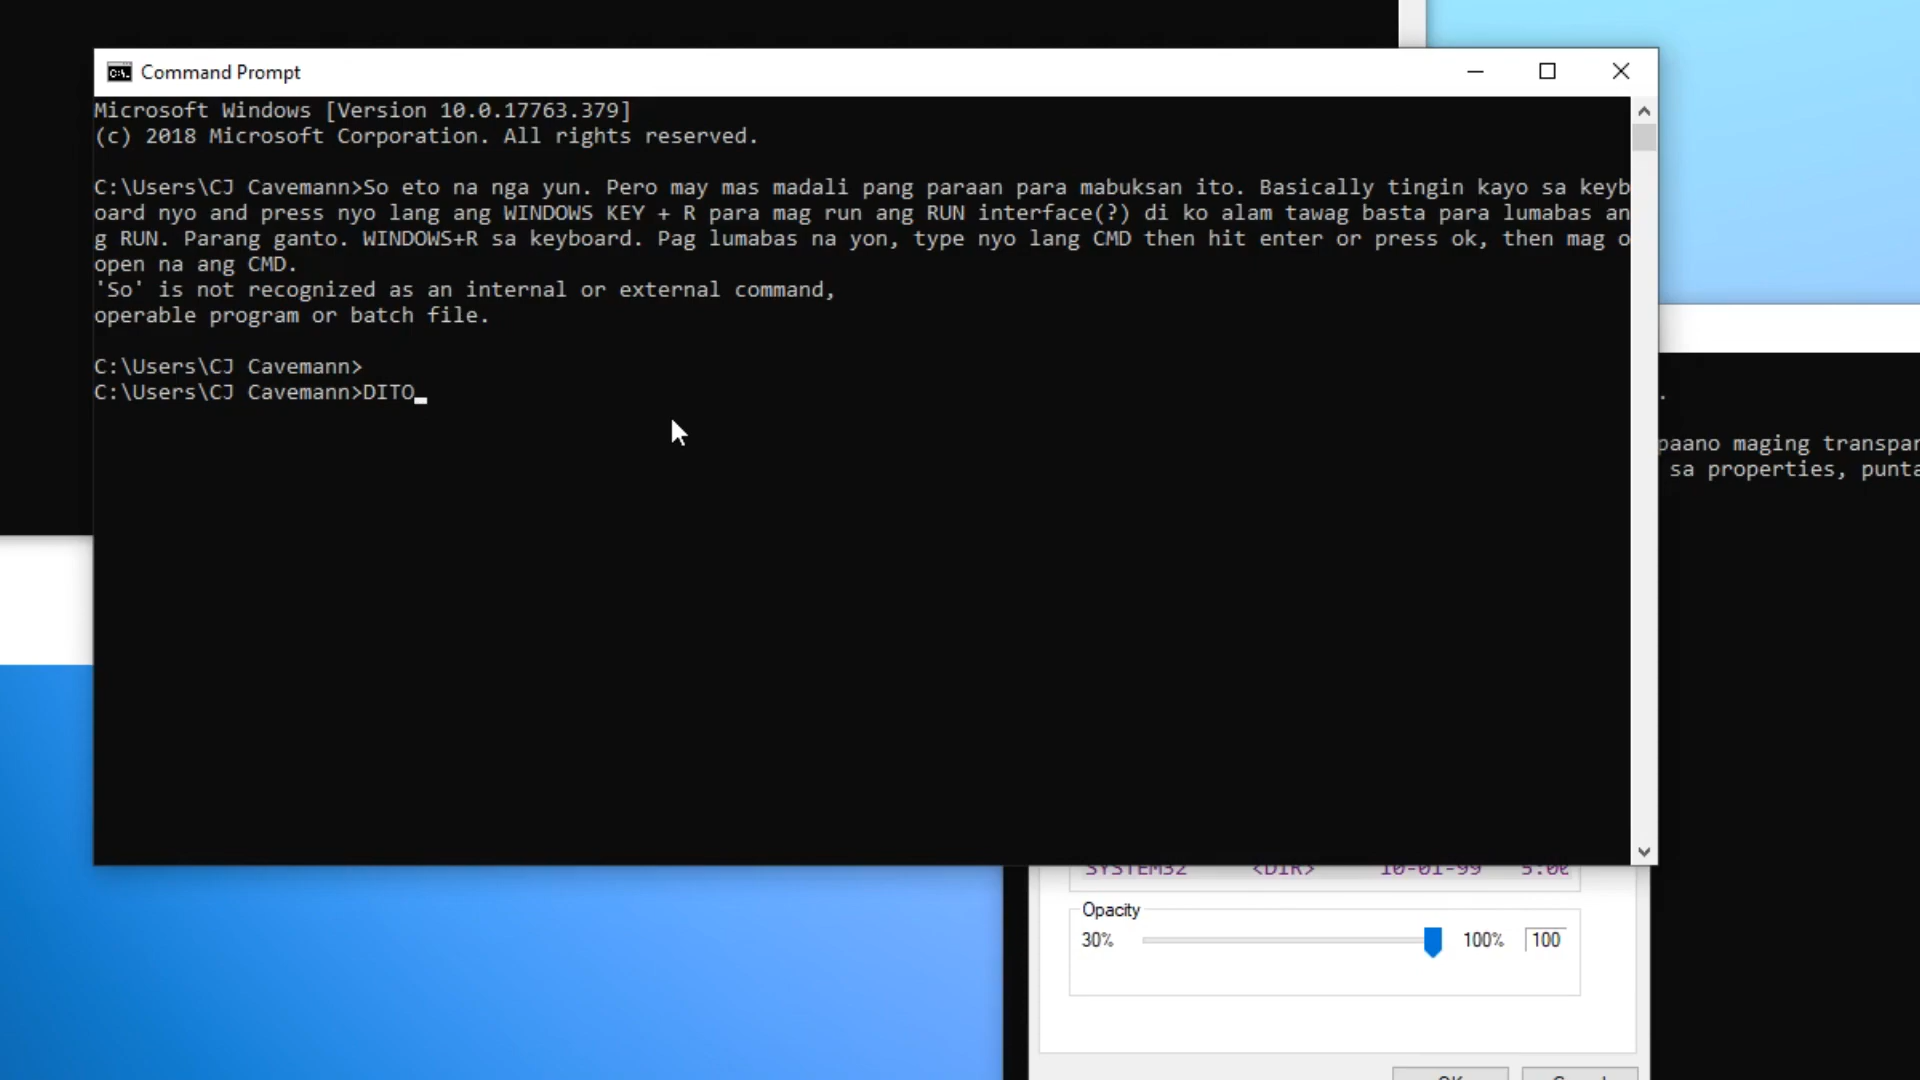 Command Prompt
Microsoft Windows [Version 10.0.17763.379]
(c) 2018 Microsoft Corporation. All rights reserved.
C:\Users\CJ Cavemann>So eto na nga yun. Pero may mas madali pang paraan para mabuksan ito. Basically tingin kayo sa keyb
oard nyo and press nyo lang ang WINDOWS KEY + R para mag run ang RUN interface(?) di ko alam tawag basta para lumabas an
g RUN. Parang ganto. WINDOWS+R sa keyboard. Pag lumabas na yon, type nyo lang CMD then hit enter or press ok, then mag o
open na ang CMD.
'So' is not recognized as an internal or external command,
operable program or batch file.
C:\Users\CJ Cavemann>
C:\Users\CJ Cavemann>DITO_
.
paano maging transpar
sa properties, punta
SYSTEM32 <DIR> 10-01-99 5:00
Opacity
30% 100% 100